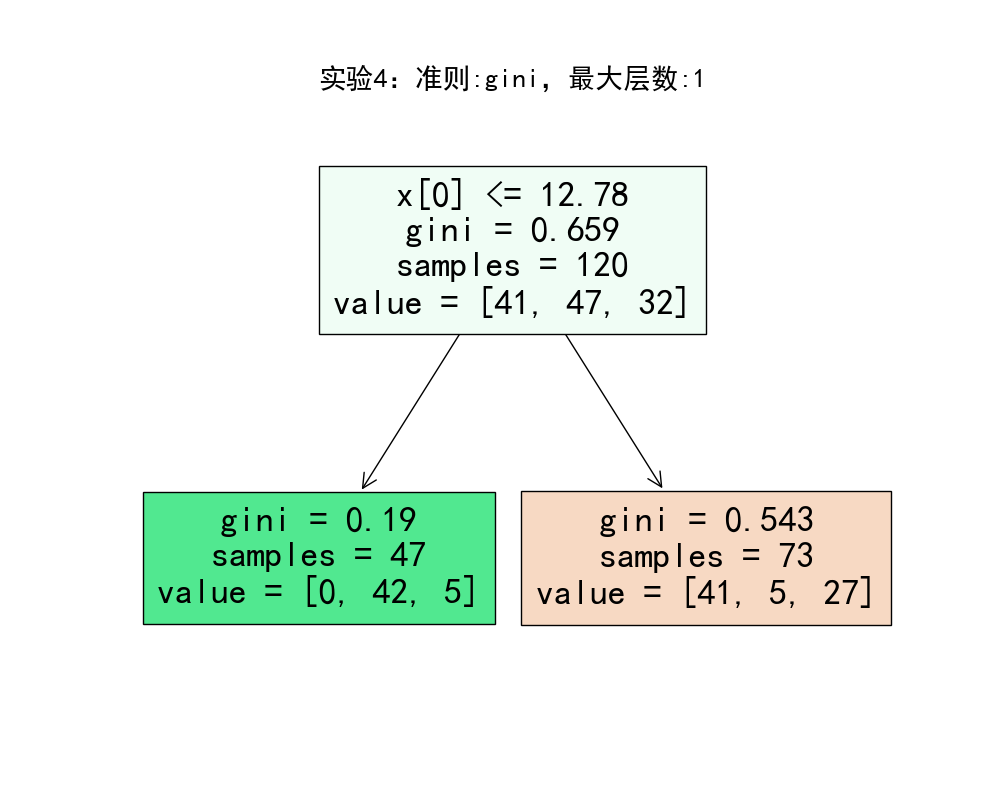 实验4：准则:gini，最大层数:1
x[0] <= 12.78
gini = 0.659
samples = 120
value = [41, 47, 32]
gini = 0.19
samples = 47
value = [0, 42, 5]
gini = 0.543
samples = 73
value = [41, 5, 27]